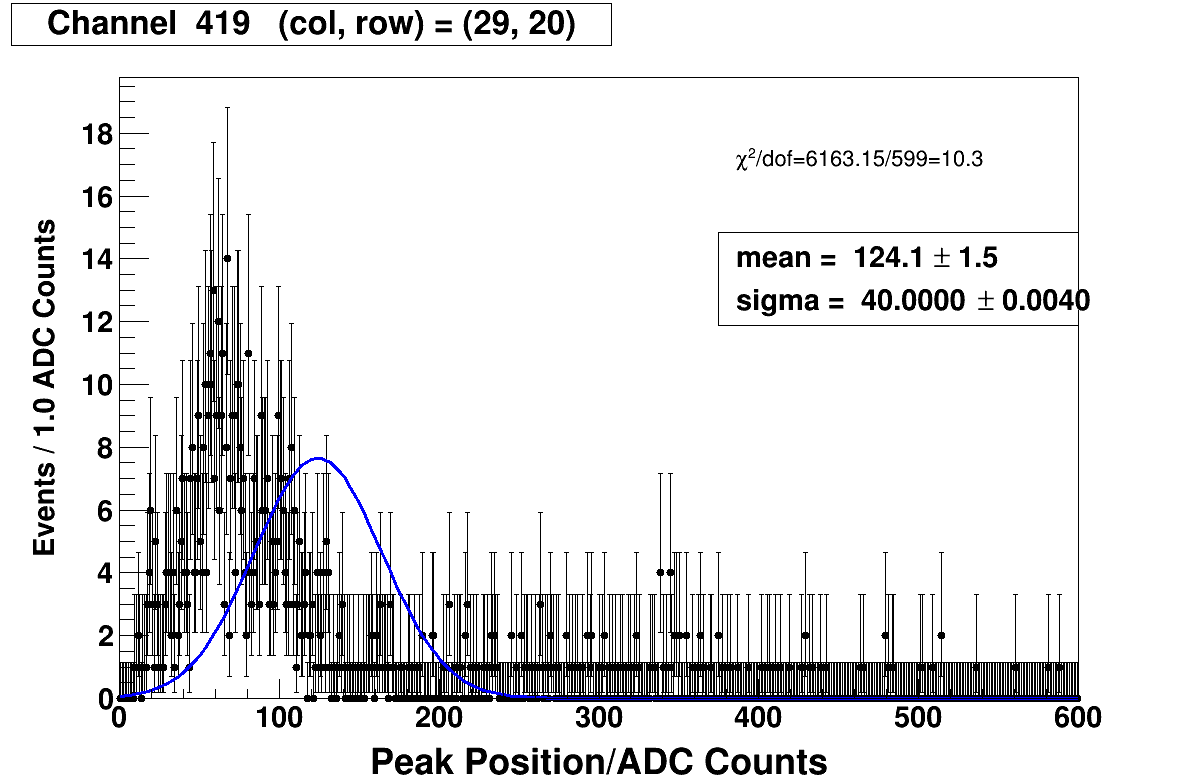 Channel  419   (col, row) = (29, 20)
χ²/dof=6163.15/599=10.3
mean =  124.1 ± 1.5
sigma =  40.0000 ± 0.0040
Events / 1.0 ADC Counts
18
16
14
12
10
8
6
4
2
0
0 100 200 300 400 500 600
Peak Position/ADC Counts